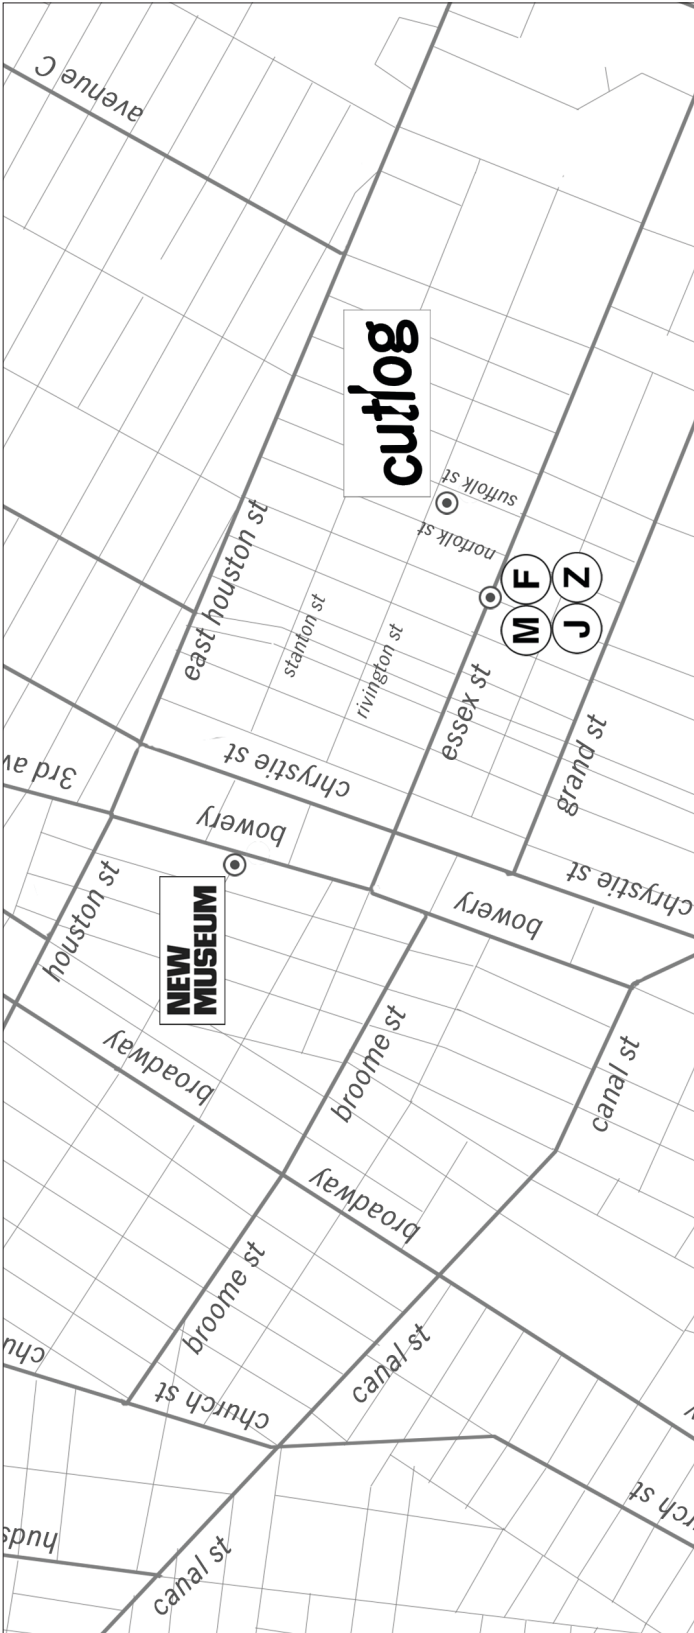 avenue C
cutlog
suffolk st
norfolk st
east houston st
stanton st
rivington st
M F
J Z
essex st
grand st
3rd av
chrystie st
bowery
chrystie st
houston st
NEW
MUSEUM
bowery
broadway
broome st
canal st
broadway
broome st
canal st
chu
church st
rch st
huds
canal st